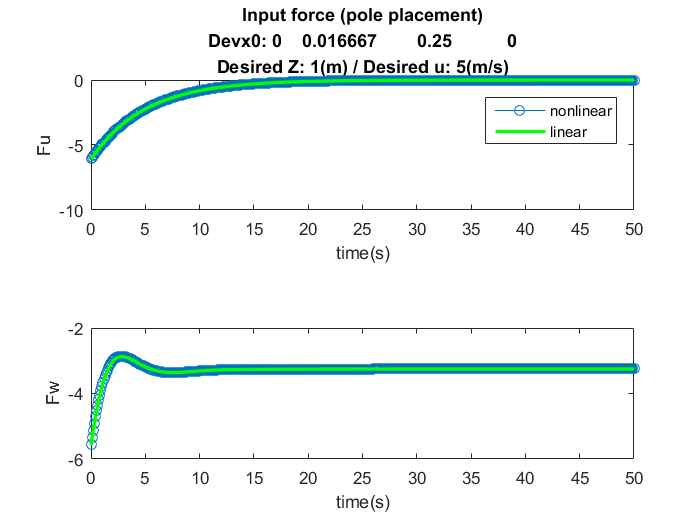 Input force (pole placement)
Devx0: 0 0.016667 0.25 0
Desired Z: 1(m) / Desired u: 5(m/s)
0
-5
-10
Fu
nonlinear
linear
0 5 10 15 20 25 30 35 40 45 50
time(s)
-2
-4
-6
Fw
0 5 10 15 20 25 30 35 40 45 50
time(s)